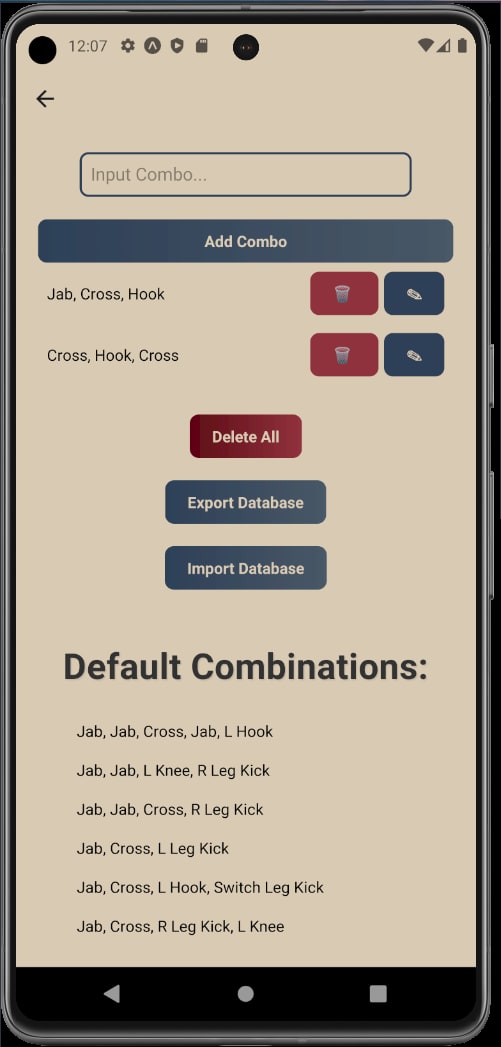 12:07
Input Combo...
Add Combo
Jab, Cross, Hook
Cross, Hook, Cross
Delete All
Export Database
Import Database
Default Combinations:
Jab, Jab, Cross, Jab, L Hook
Jab, Jab, L Knee, R Leg Kick
Jab, Jab, Cross, R Leg Kick
Jab, Cross, L Leg Kick
Jab, Cross, L Hook, Switch Leg Kick
Jab, Cross, R Leg Kick, L Knee